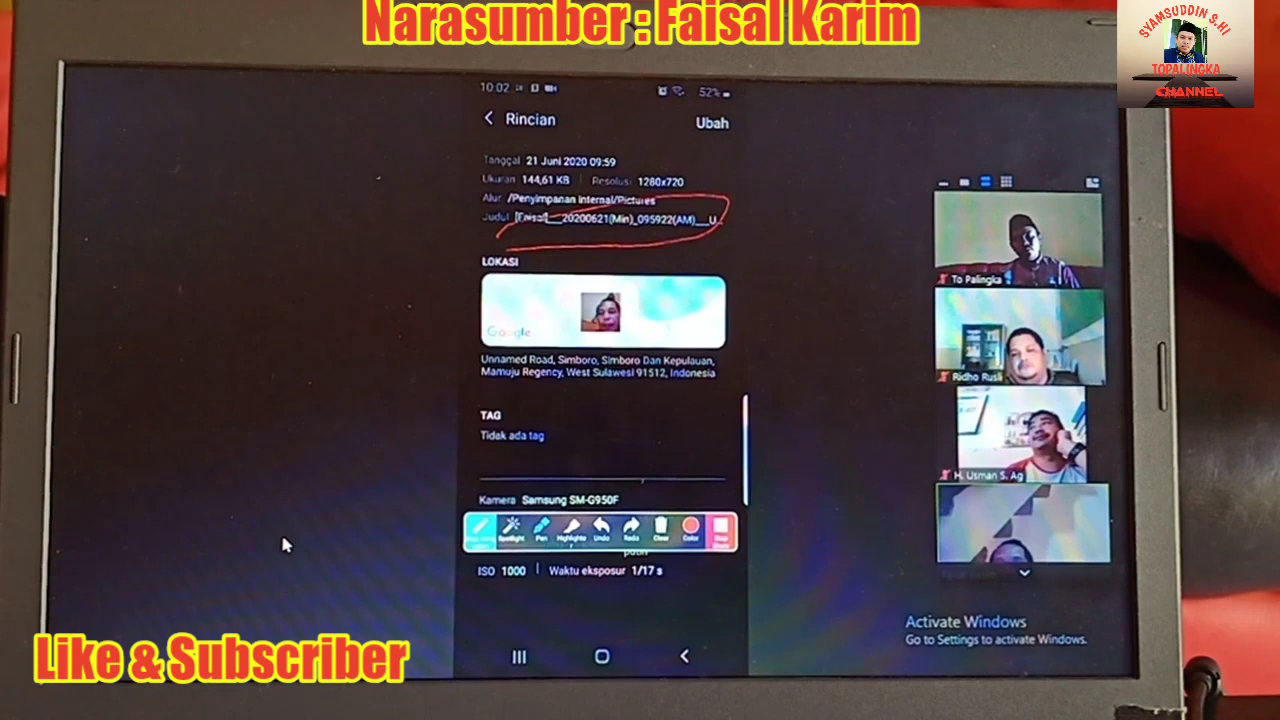 Narasumber : Faisal Karim
SYAMSUDDIN S.HI
TOPALINGKA
CHANNEL
10:02
52%
Rincian
Ubah
Tanggal 21 Juni 2020 09:59
Ukuran 144,61 KB | Resolusi 1280x720
Alur /Penyimpanan Internal/Pictures
Judul [Faisal]__20200621(Min)_095922(AM)__U..
LOKASI
Google
Unnamed Road, Simboro, Simboro Dan Kepulauan,
Mamuju Regency, West Sulawesi 91512, Indonesia
TAG
Tidak ada tag
Kamera Samsung SM-G950F
Spotlight Pen Highlighte Undo Redo Clear Color Stop
Share
putih
ISO 1000 | Waktu eksposur 1/17 s
To Palingka
Ridho Rusli
H. Usman S. Ag
Activate Windows
Go to Settings to activate Windows.
Like & Subscriber